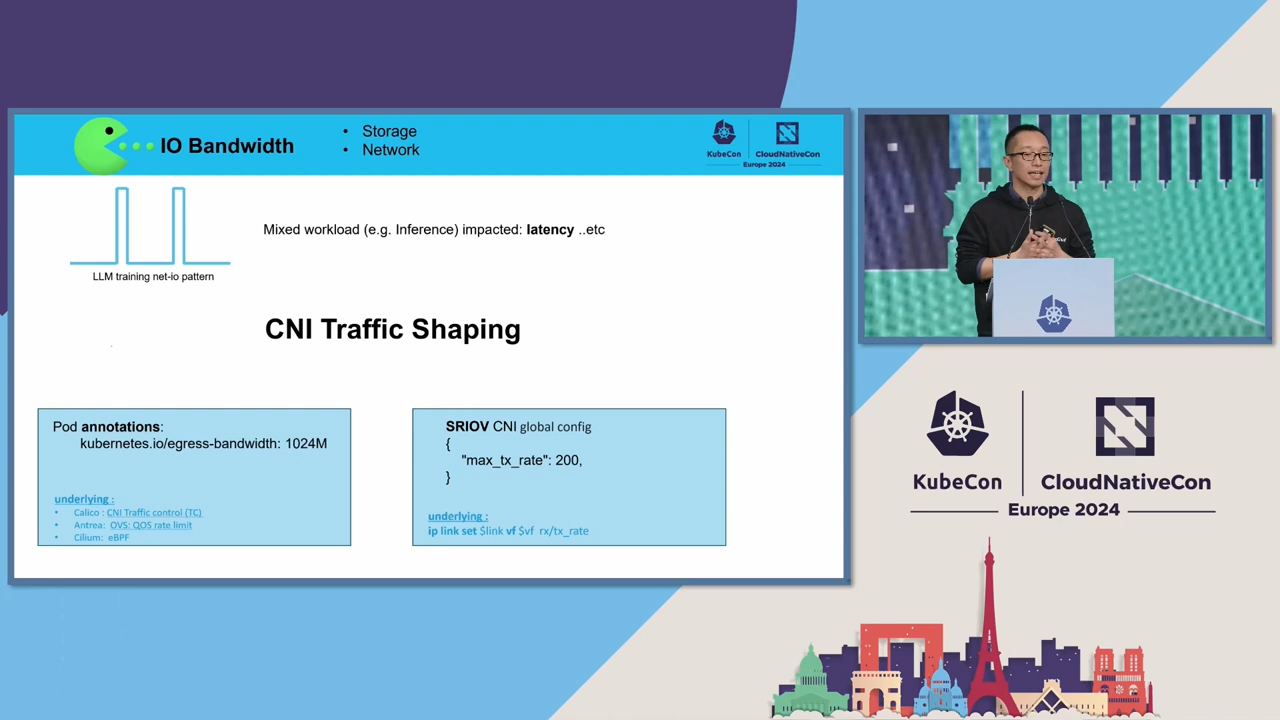 IO Bandwidth
• Storage
• Network
KubeCon
CloudNativeCon
Europe 2024
LLM training net-io pattern
Mixed workload (e.g. Inference) impacted: latency ..etc
CNI Traffic Shaping
Pod annotations:
kubernetes.io/egress-bandwidth: 1024M
underlying :
• Calico : CNI Traffic control (TC)
• Antrea: OVS: QOS rate limit
• Cilium: eBPF
SRIOV CNI global config
{
"max_tx_rate": 200,
}
underlying :
ip link set $link vf $vf rx/tx_rate
KubeCon
CloudNativeCon
Europe 2024